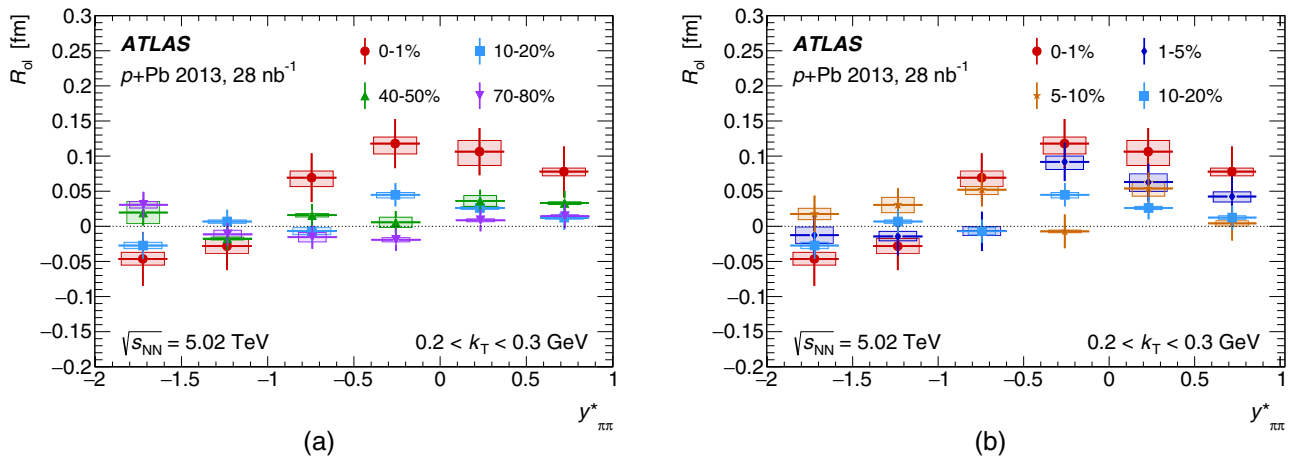 R_ol [fm]
0.3
0.25
0.2
0.15
0.1
0.05
0
−0.05
−0.1
−0.15
−0.2
ATLAS
p+Pb 2013, 28 nb⁻¹
0-1%
10-20%
40-50%
70-80%
√s_NN = 5.02 TeV
0.2 < k_T < 0.3 GeV
−2 −1.5 −1 −0.5 0 0.5 1
y*_ππ
(a)
R_ol [fm]
0.3
0.25
0.2
0.15
0.1
0.05
0
−0.05
−0.1
−0.15
−0.2
ATLAS
p+Pb 2013, 28 nb⁻¹
0-1%
1-5%
5-10%
10-20%
√s_NN = 5.02 TeV
0.2 < k_T < 0.3 GeV
−2 −1.5 −1 −0.5 0 0.5 1
y*_ππ
(b)